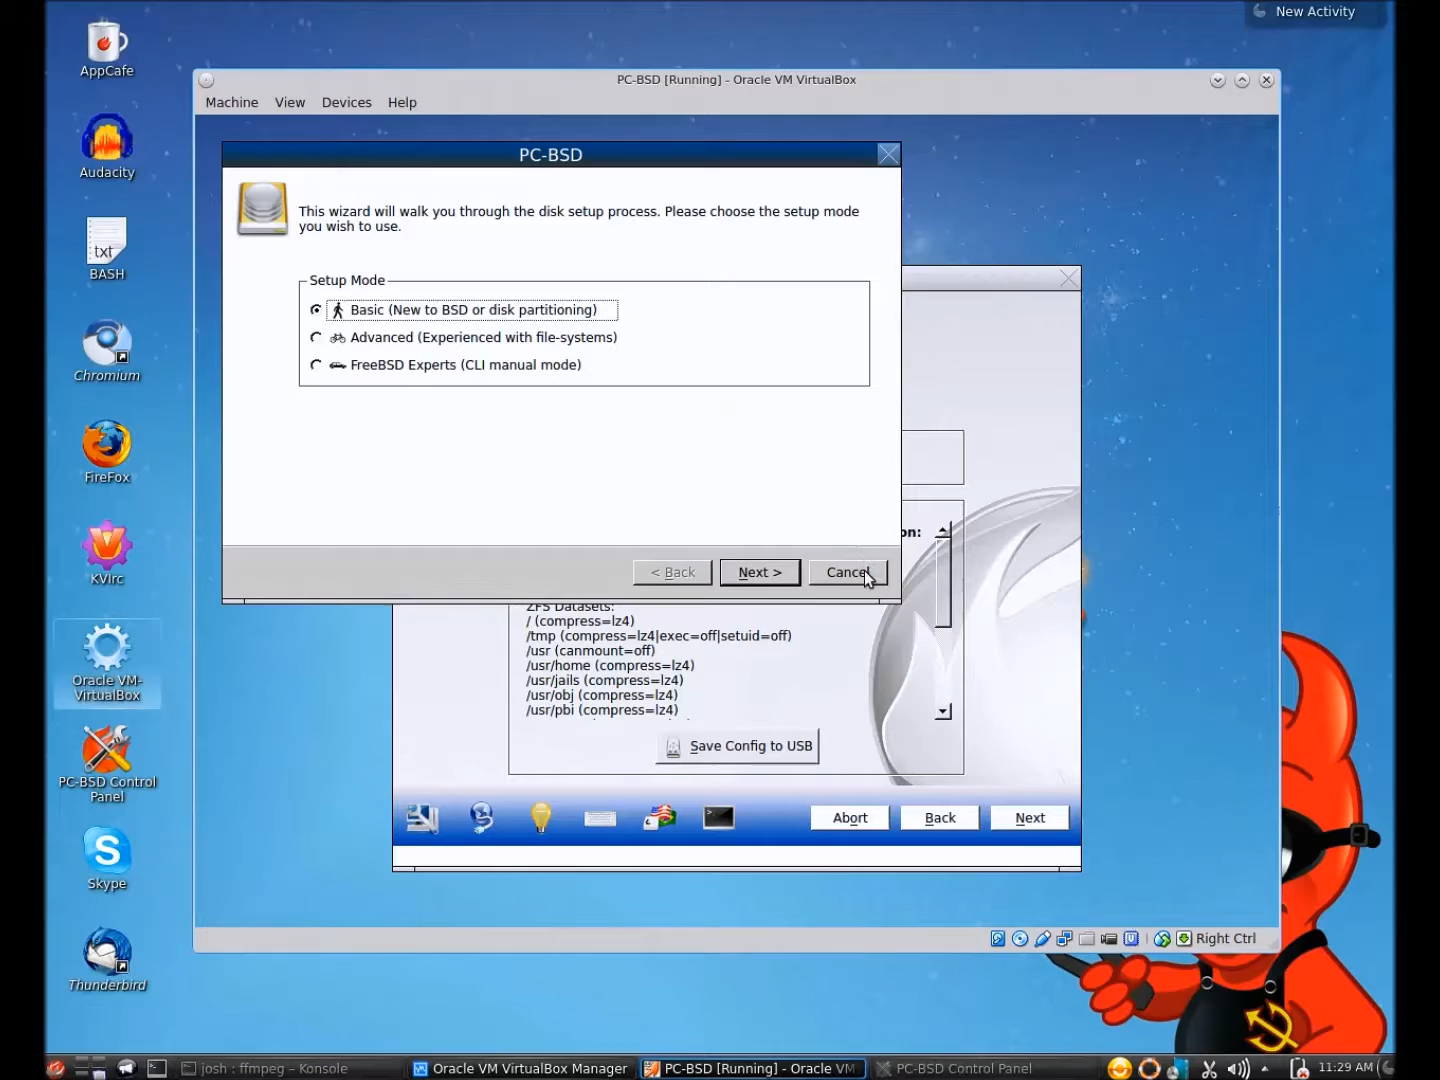 New Activity
AppCafe
Audacity
txt
BASH
Chromium
FireFox
KVIrc
Oracle VM-
VirtualBox
PC-BSD Control
Panel
Skype
Thunderbird
PC-BSD [Running] - Oracle VM VirtualBox
Machine View Devices Help
PC-BSD
This wizard will walk you through the disk setup process. Please choose the setup mode
you wish to use.
Setup Mode
Basic (New to BSD or disk partitioning)
Advanced (Experienced with file-systems)
FreeBSD Experts (CLI manual mode)
< Back Next > Cancel
on:
ZFS Datasets:
/ (compress=lz4)
/tmp (compress=lz4|exec=off|setuid=off)
/usr (canmount=off)
/usr/home (compress=lz4)
/usr/jails (compress=lz4)
/usr/obj (compress=lz4)
/usr/pbi (compress=lz4)
Save Config to USB
Abort Back Next
Right Ctrl
josh : ffmpeg – Konsole
Oracle VM VirtualBox Manager
PC-BSD [Running] - Oracle VM
PC-BSD Control Panel
11:29 AM